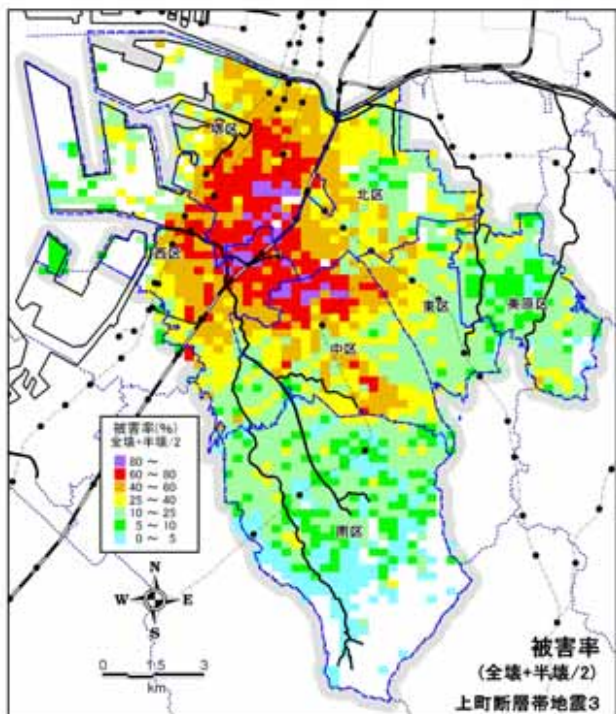 堺区
北区
西区
東区
美原区
中区
南区
被害率(%)
全壊+半壊/2
80 ～
60 ～ 80
40 ～ 60
25 ～ 40
10 ～ 25
5 ～ 10
0 ～ 5
N
W E
S
0 1.5 3
km
被害率
(全壊+半壊/2)
上町断層帯地震3